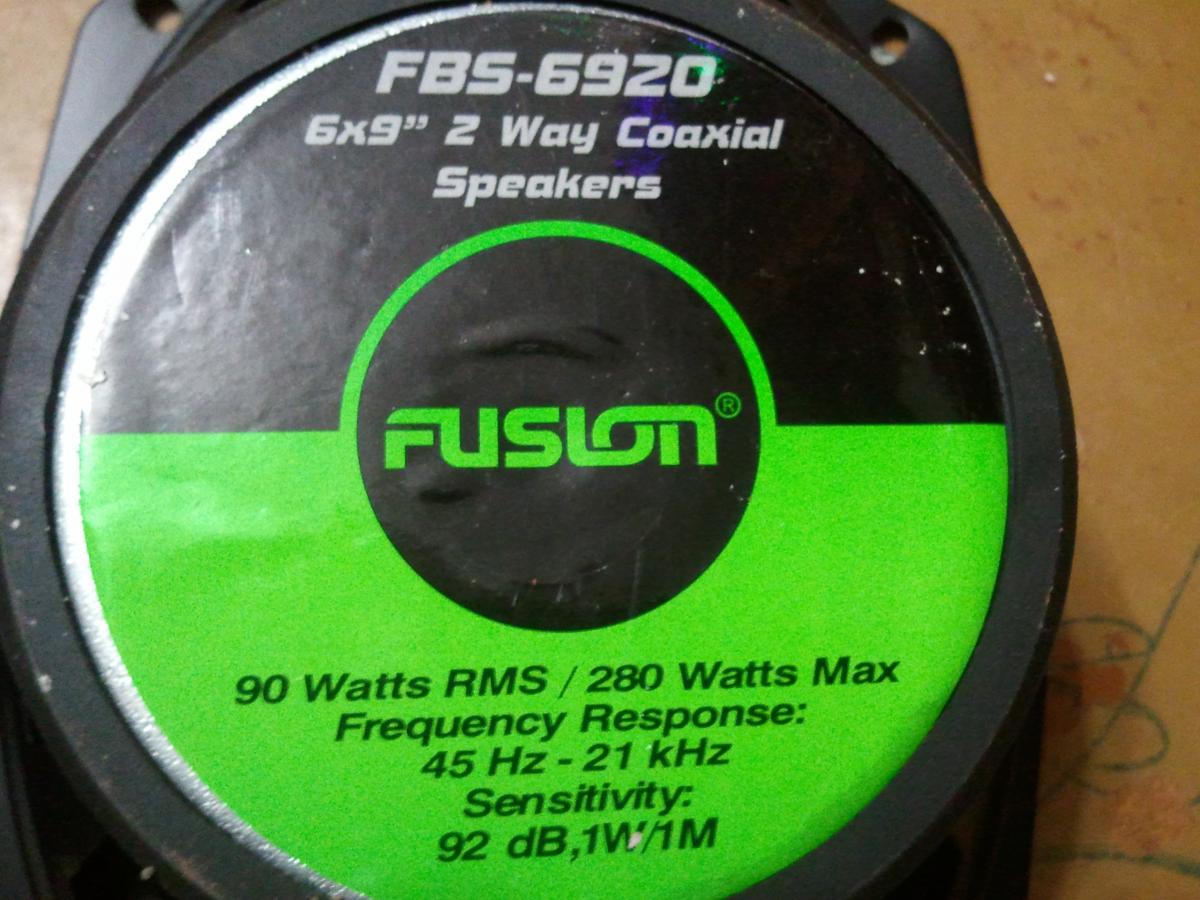 FBS-6920
6x9” 2 Way Coaxial
Speakers
FUSION®
90 Watts RMS / 280 Watts Max
Frequency Response:
45 Hz - 21 kHz
Sensitivity:
92 dB,1W/1M